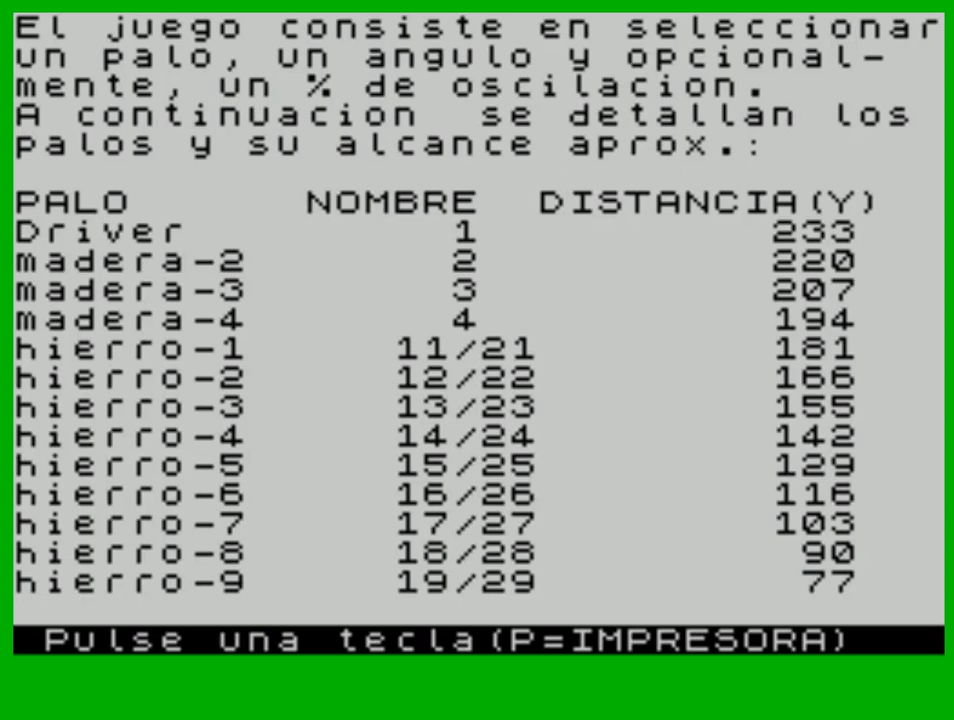 El juego consiste en seleccionar
un palo, un angulo y opcional-
mente, un % de oscilacion.
A continuacion se detallan los
palos y su alcance aprox.:
PALO NOMBRE DISTANCIA(Y)
Driver 1 233
madera-2 2 220
madera-3 3 207
madera-4 4 194
hierro-1 11/21 181
hierro-2 12/22 166
hierro-3 13/23 155
hierro-4 14/24 142
hierro-5 15/25 129
hierro-6 16/26 116
hierro-7 17/27 103
hierro-8 18/28 90
hierro-9 19/29 77
Pulse una tecla(P=IMPRESORA)